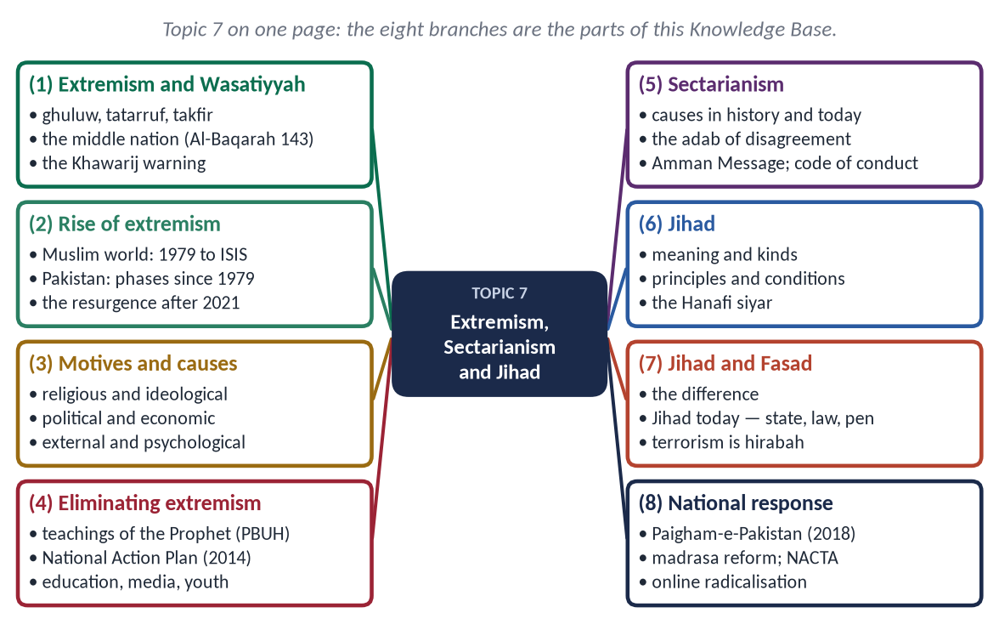 Topic 7 on one page: the eight branches are the parts of this Knowledge Base.
(1) Extremism and Wasatiyyah
• ghuluw, tatarruf, takfir
• the middle nation (Al-Baqarah 143)
• the Khawarij warning
(2) Rise of extremism
• Muslim world: 1979 to ISIS
• Pakistan: phases since 1979
• the resurgence after 2021
(3) Motives and causes
• religious and ideological
• political and economic
• external and psychological
(4) Eliminating extremism
• teachings of the Prophet (PBUH)
• National Action Plan (2014)
• education, media, youth
TOPIC 7
Extremism,
Sectarianism
and Jihad
(5) Sectarianism
• causes in history and today
• the adab of disagreement
• Amman Message; code of conduct
(6) Jihad
• meaning and kinds
• principles and conditions
• the Hanafi siyar
(7) Jihad and Fasad
• the difference
• Jihad today — state, law, pen
• terrorism is hirabah
(8) National response
• Paigham-e-Pakistan (2018)
• madrasa reform; NACTA
• online radicalisation